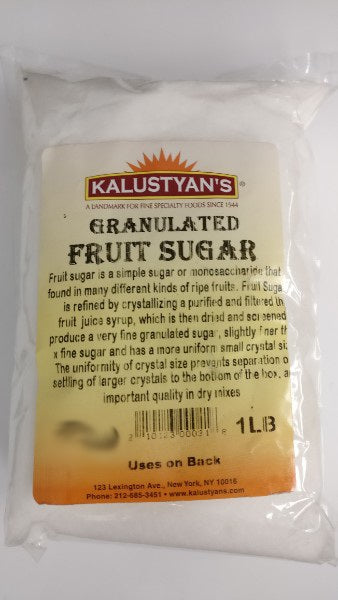 KALUSTYAN'S®
A LANDMARK FOR FINE SPECIALTY FOODS SINCE 1944
GRANULATED
FRUIT SUGAR
Fruit sugar is a simple sugar or monosaccharide that
found in many different kinds of ripe fruits. Fruit Suga
is refined by crystallizing a purified and filtered in
fruit juice syrup, which is then dried and screened
produce a very fine granulated sugar, slightly finer th
x fine sugar and has a more uniform small crystal siz
The uniformity of crystal size prevents separation o
settling of larger crystals to the bottom of the box, a
important quality in dry mixes
1LB
Uses on Back
123 Lexington Ave., New York, NY 10016
Phone: 212-685-3451 • www.kalustyans.com